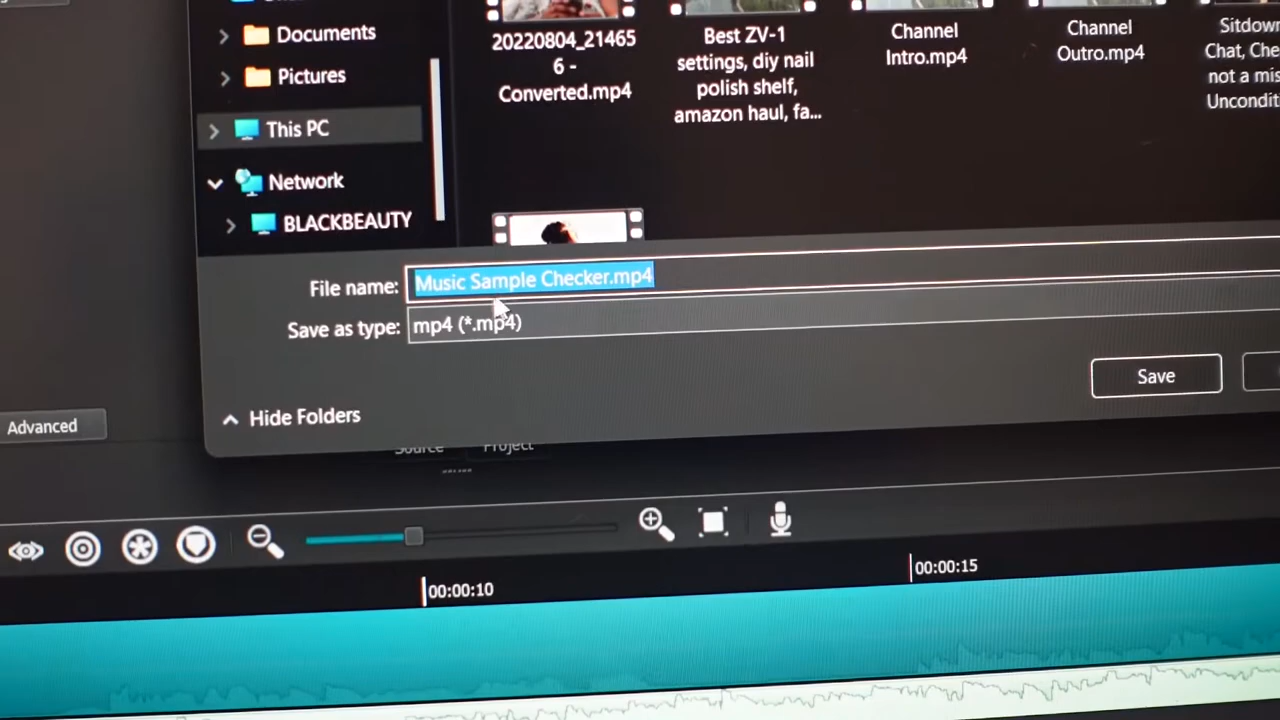 Documents
Pictures
This PC
Network
BLACKBEAUTY
20220804_21465
6 -
Converted.mp4
Best ZV-1
settings, diy nail
polish shelf,
amazon haul, fa...
Channel
Intro.mp4
Channel
Outro.mp4
Sitdown
Chat, Che
not a mis
Uncondit
File name:
Music Sample Checker.mp4
Save as type:
mp4 (*.mp4)
Save
Hide Folders
Advanced
Source
Project
00:00:10
00:00:15